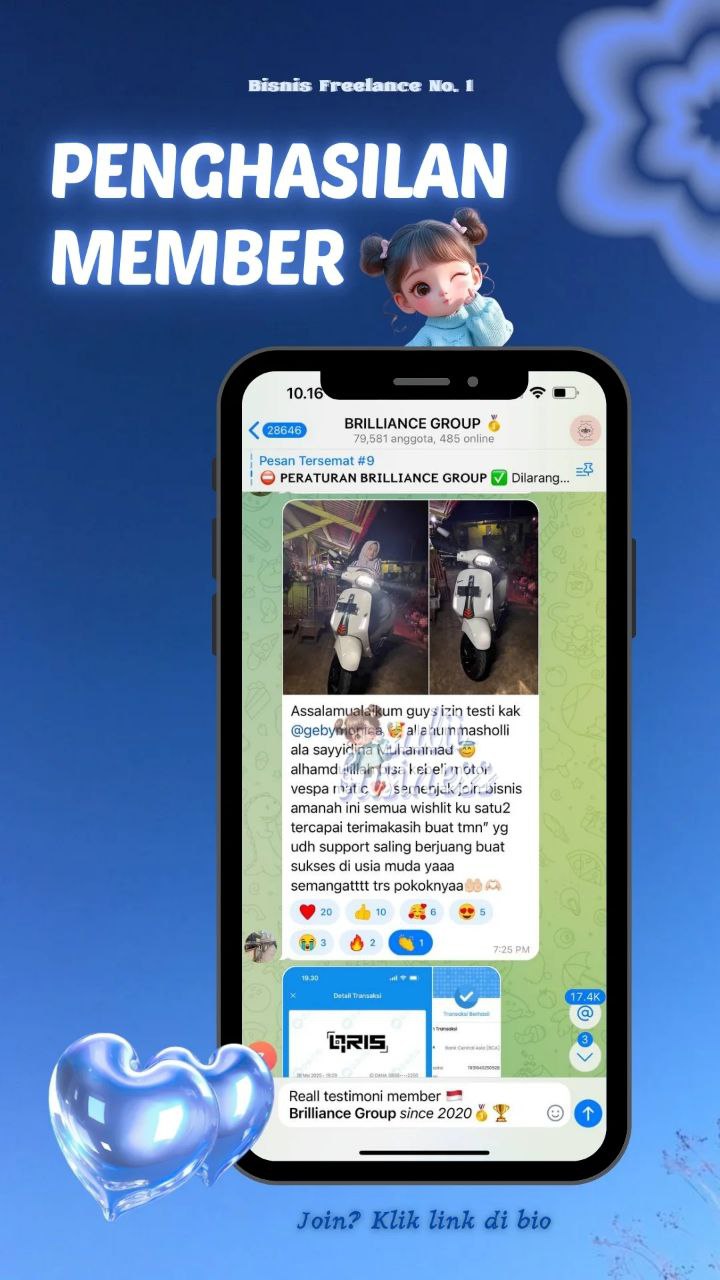 Bisnis Freelance No. 1
PENGHASILAN
MEMBER
10.16
28646
BRILLIANCE GROUP 🏅
79,581 anggota, 485 online
Pesan Tersemat #9
⛔ PERATURAN BRILLIANCE GROUP ✅ Dilarang...
Assalamualaikum guys izin testi kak
@gebymonica 🥰 allahummasholli
ala sayyidina Muhammad 😇
alhamdulillah bisa kebeli motor
vespa matic 💖 semenjak join bisnis
amanah ini semua wishlit ku satu2
tercapai terimakasih buat tmn” yg
udh support saling berjuang buat
sukses di usia muda yaaa
semangatttt trs pokoknyaa🫶🏻🫶🏻
❤️ 20 👍 10 🥰 6 😍 5
😭 3 🔥 2 👏 1
7:25 PM
19.30
Detail Transaksi
QRIS
Transaksi Berhasil
Bank Central Asia (BCA)
17.4K
@
3
Reall testimoni member 🇮🇩
Brilliance Group since 2020 🏅🏆
Join? Klik link di bio